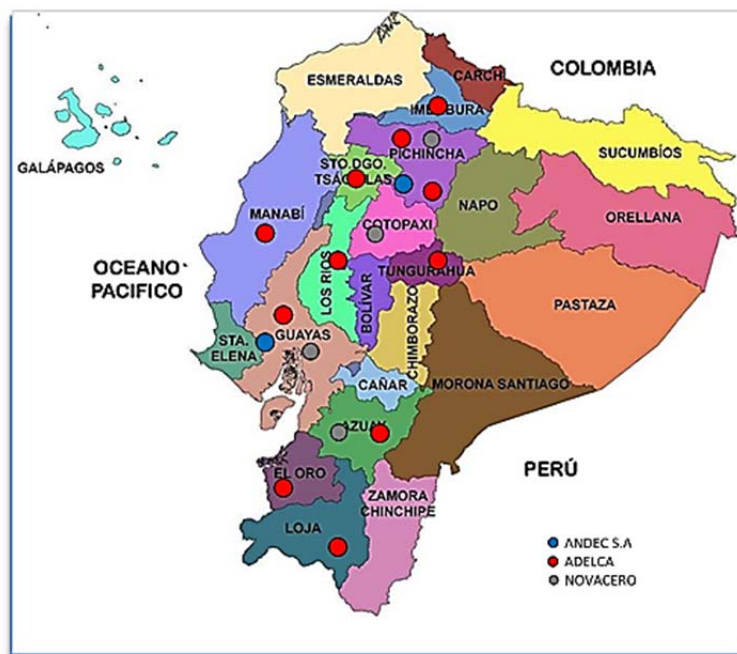 ESMERALDAS
CARCHI
COLOMBIA
IMBABURA
GALÁPAGOS
PICHINCHA
SUCUMBÍOS
STO.DGO.
TSÁCHILAS
NAPO
ORELLANA
MANABÍ
COTOPAXI
OCEANO
PACIFICO
LOS RIOS
BOLÍVAR
TUNGURAHUA
PASTAZA
CHIMBORAZO
STA.
ELENA
GUAYAS
CAÑAR
MORONA SANTIAGO
AZUAY
PERÚ
EL ORO
ZAMORA
CHINCHIPE
LOJA
ANDEC S.A
ADELCA
NOVACERO